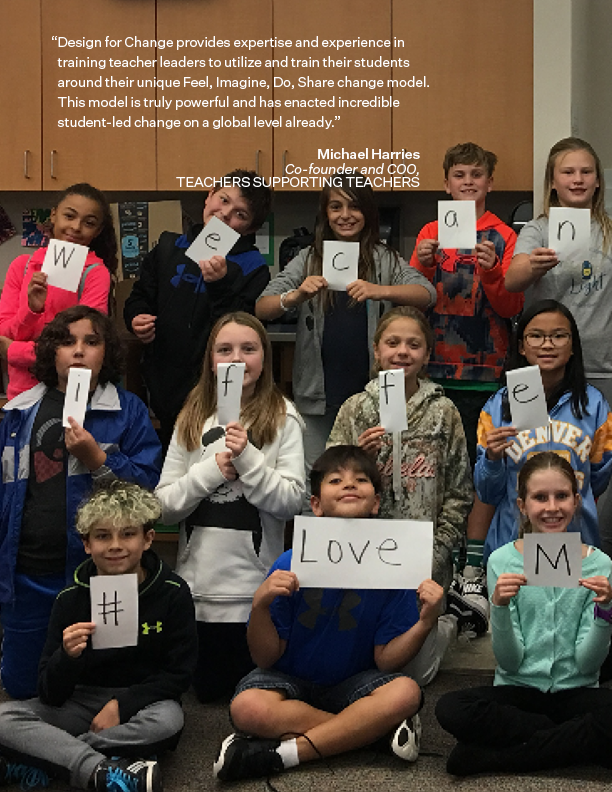 “Design for Change provides expertise and experience in
training teacher leaders to utilize and train their students
around their unique Feel, Imagine, Do, Share change model.
This model is truly powerful and has enacted incredible
student-led change on a global level already.”
Michael Harries
Co-founder and COO,
TEACHERS SUPPORTING TEACHERS
W e c a n
Light
i f f e
DENVER
# Love M